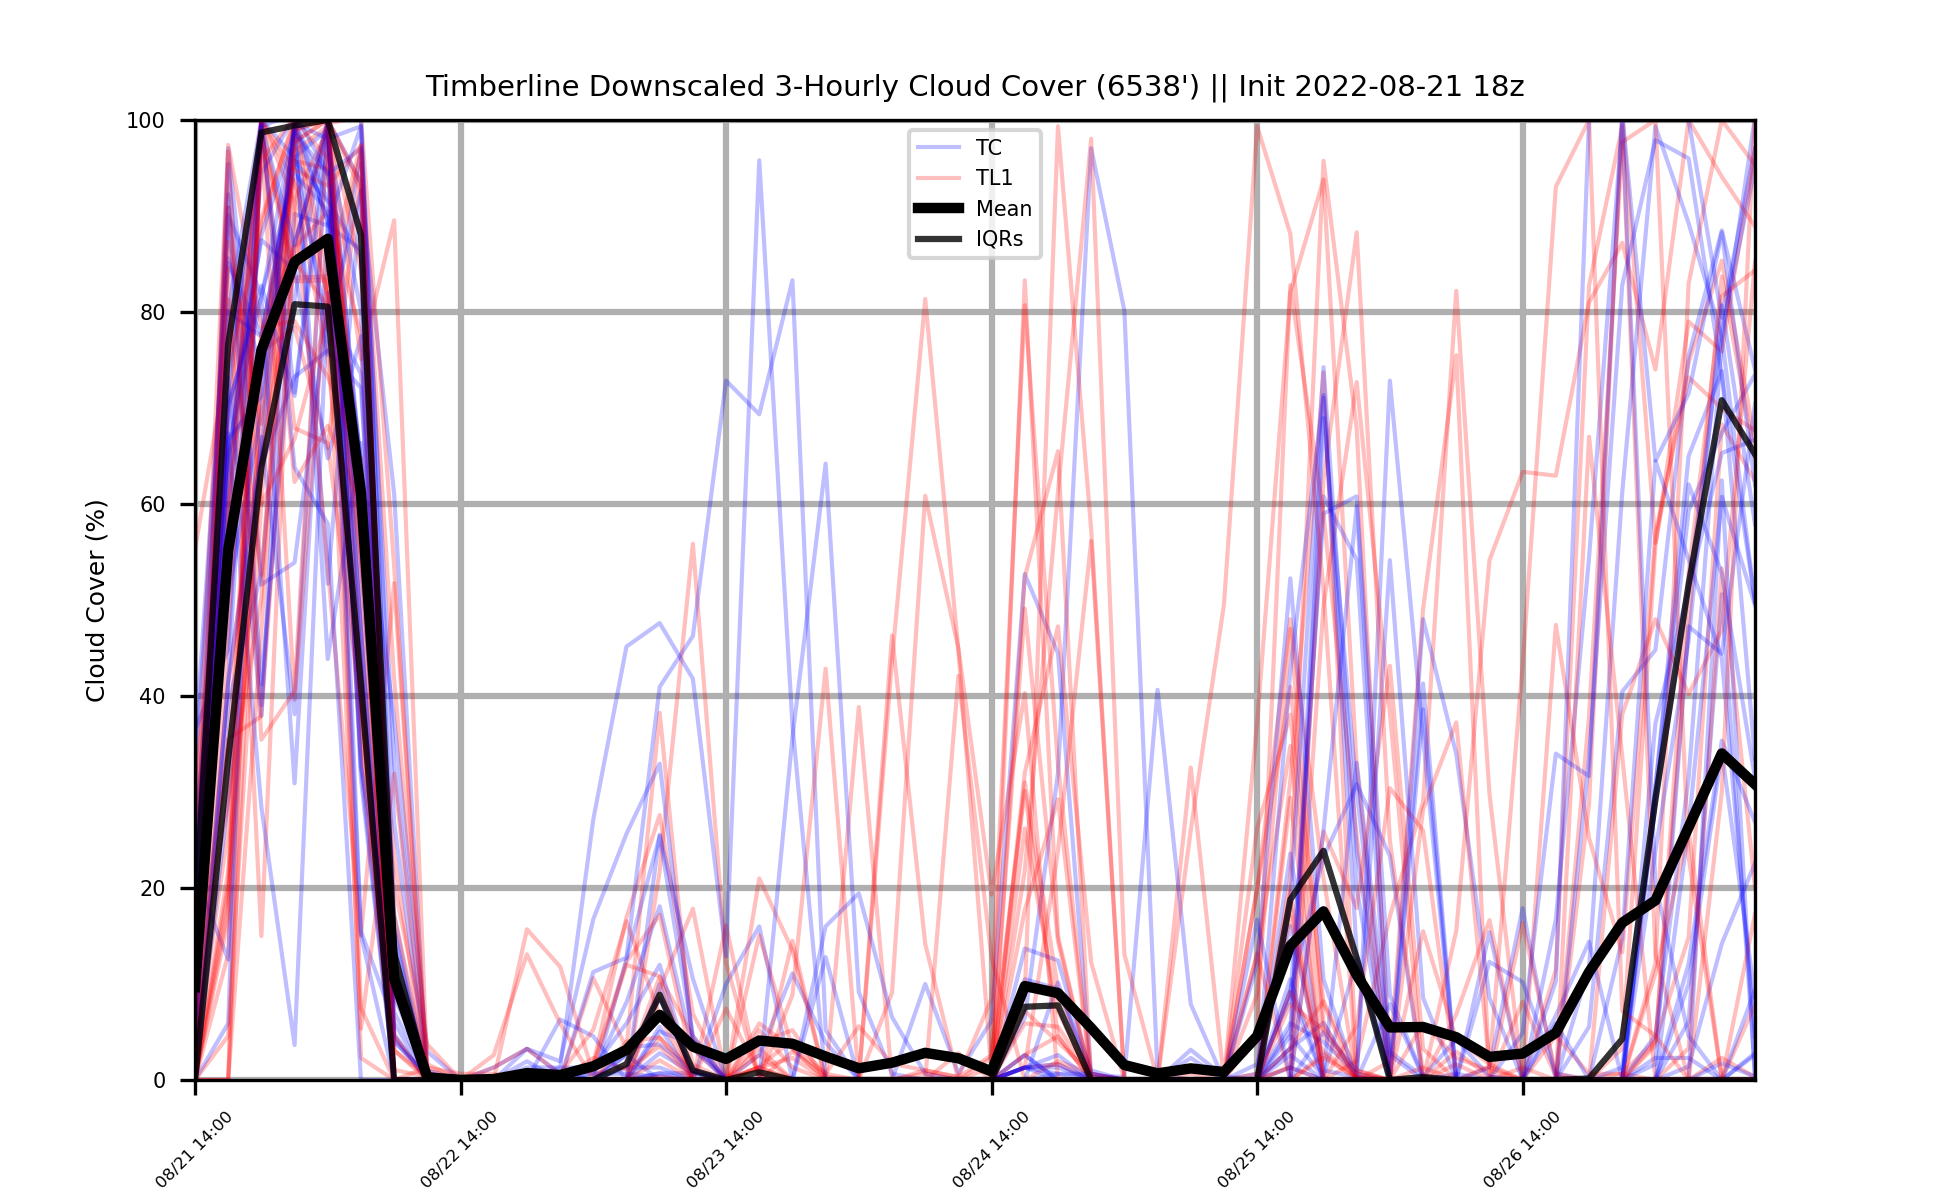 Timberline Downscaled 3-Hourly Cloud Cover (6538') || Init 2022-08-21 18z
TC
TL1
Mean
IQRs
Cloud Cover (%)
100
80
60
40
20
0
08/21 14:00
08/22 14:00
08/23 14:00
08/24 14:00
08/25 14:00
08/26 14:00